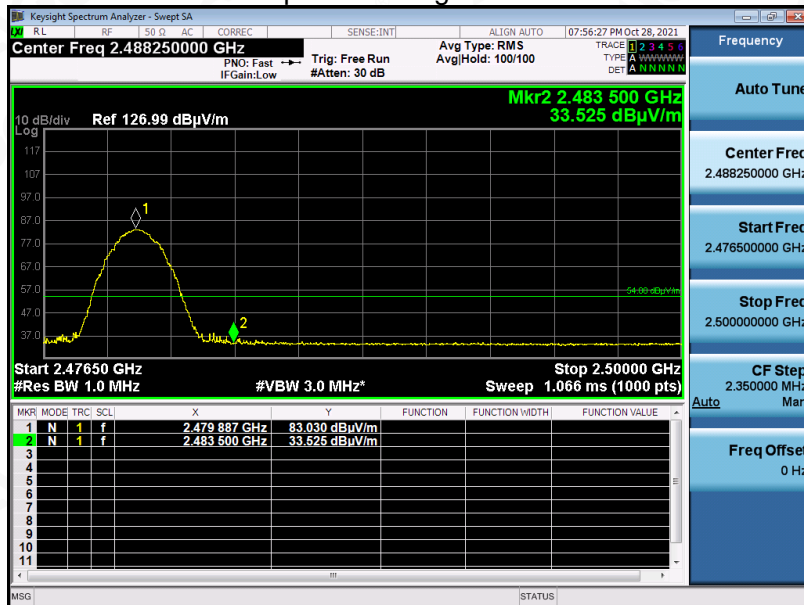 Keysight Spectrum Analyzer - Swept SA
RL RF 50 Ω AC CORREC SENSE:INT ALIGN AUTO 07:56:27 PM Oct 28, 2021
Center Freq 2.488250000 GHz
PNO: Fast
IFGain:Low
Trig: Free Run
#Atten: 30 dB
Avg Type: RMS
Avg|Hold: 100/100
TRACE 1 2 3 4 5 6
TYPE A WWWWW
DET A N N N N N
Mkr2 2.483 500 GHz
33.525 dBµV/m
10 dB/div Ref 126.99 dBµV/m
Log
117
107
97.0
87.0
77.0
67.0
57.0
47.0
37.0
1
2
54.00 dBµV/m
Start 2.47650 GHz Stop 2.50000 GHz
#Res BW 1.0 MHz #VBW 3.0 MHz* Sweep 1.066 ms (1000 pts)
MKR MODE TRC SCL X Y FUNCTION FUNCTION WIDTH FUNCTION VALUE
1 N 1 f 2.479 887 GHz 83.030 dBµV/m
2 N 1 f 2.483 500 GHz 33.525 dBµV/m
3
4
5
6
7
8
9
10
11
MSG STATUS
Frequency
Auto Tune
Center Freq
2.488250000 GHz
Start Freq
2.476500000 GHz
Stop Freq
2.500000000 GHz
CF Step
2.350000 MHz
Auto Man
Freq Offset
0 Hz